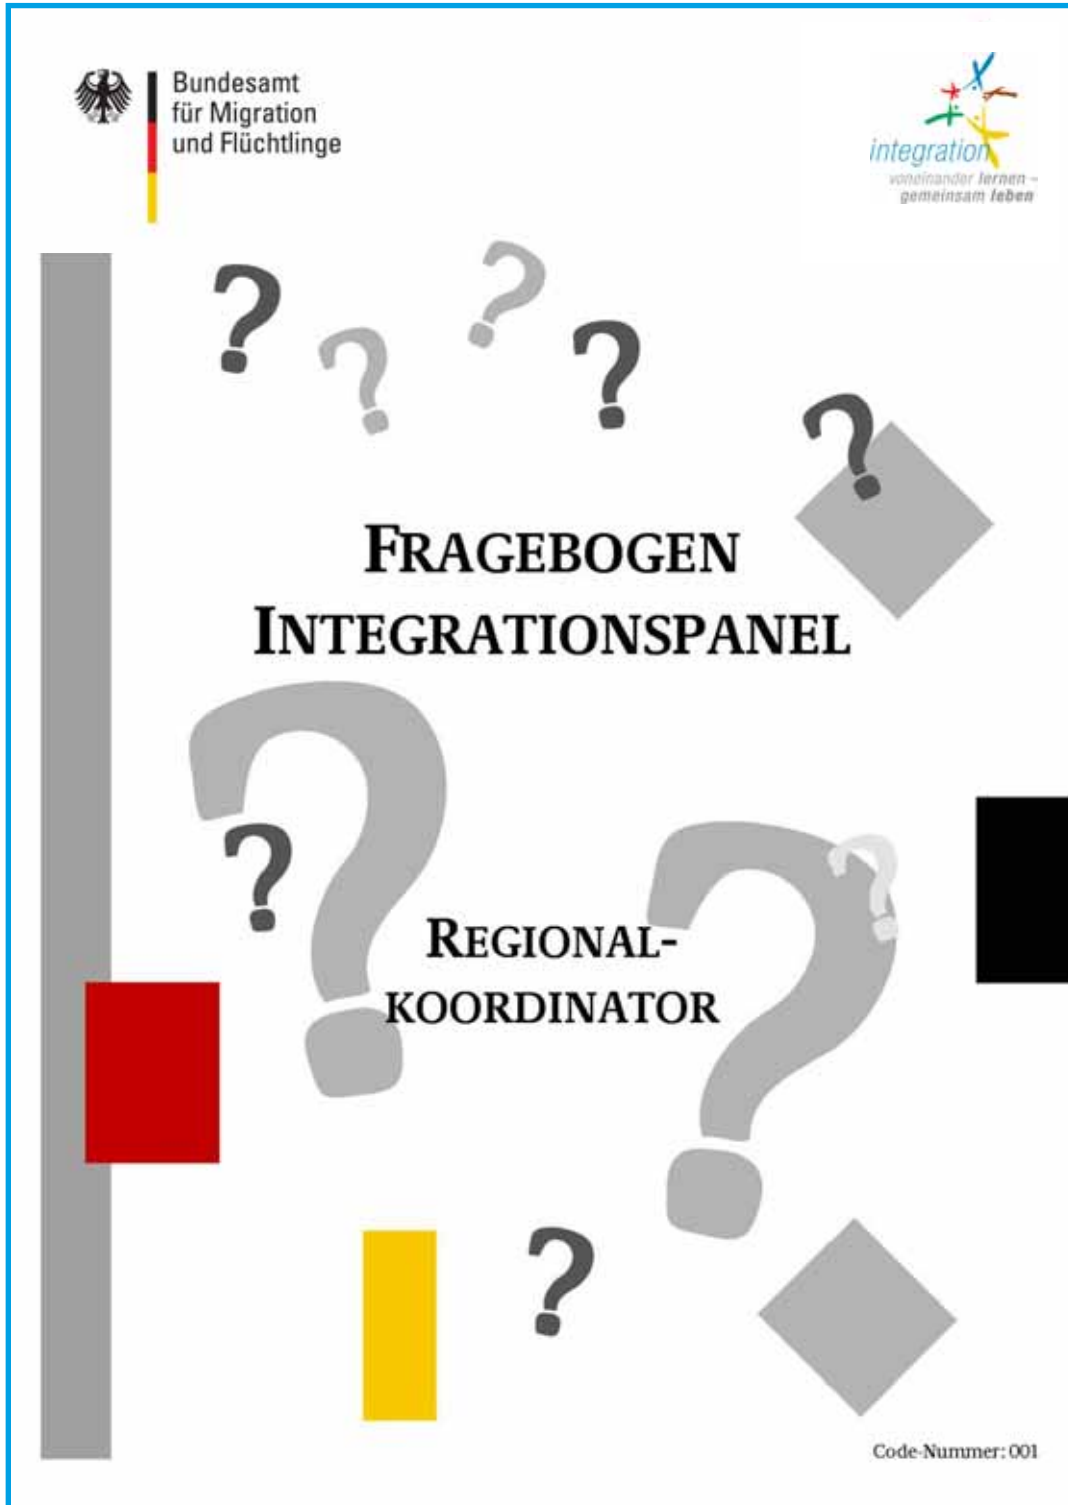 Bundesamt
für Migration
und Flüchtlinge
integration
voneinander lernen –
gemeinsam leben
?
?
?
?
?
FRAGEBOGEN
INTEGRATIONSPANEL
?
?
?
?
REGIONAL-
KOORDINATOR
?
Code-Nummer: 001